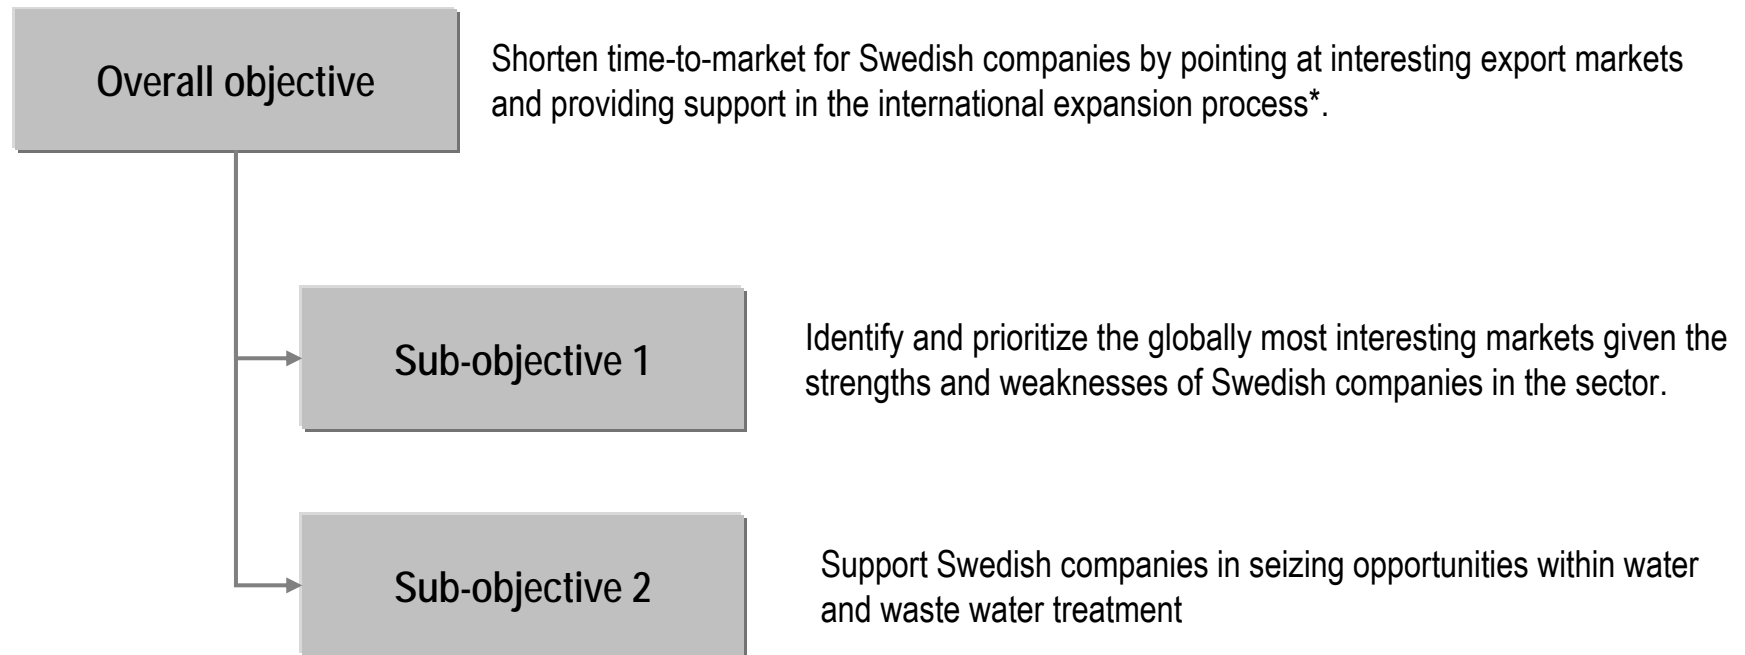 Overall objective
Shorten time-to-market for Swedish companies by pointing at interesting export markets
and providing support in the international expansion process*.
Sub-objective 1
Identify and prioritize the globally most interesting markets given the
strengths and weaknesses of Swedish companies in the sector.
Sub-objective 2
Support Swedish companies in seizing opportunities within water
and waste water treatment